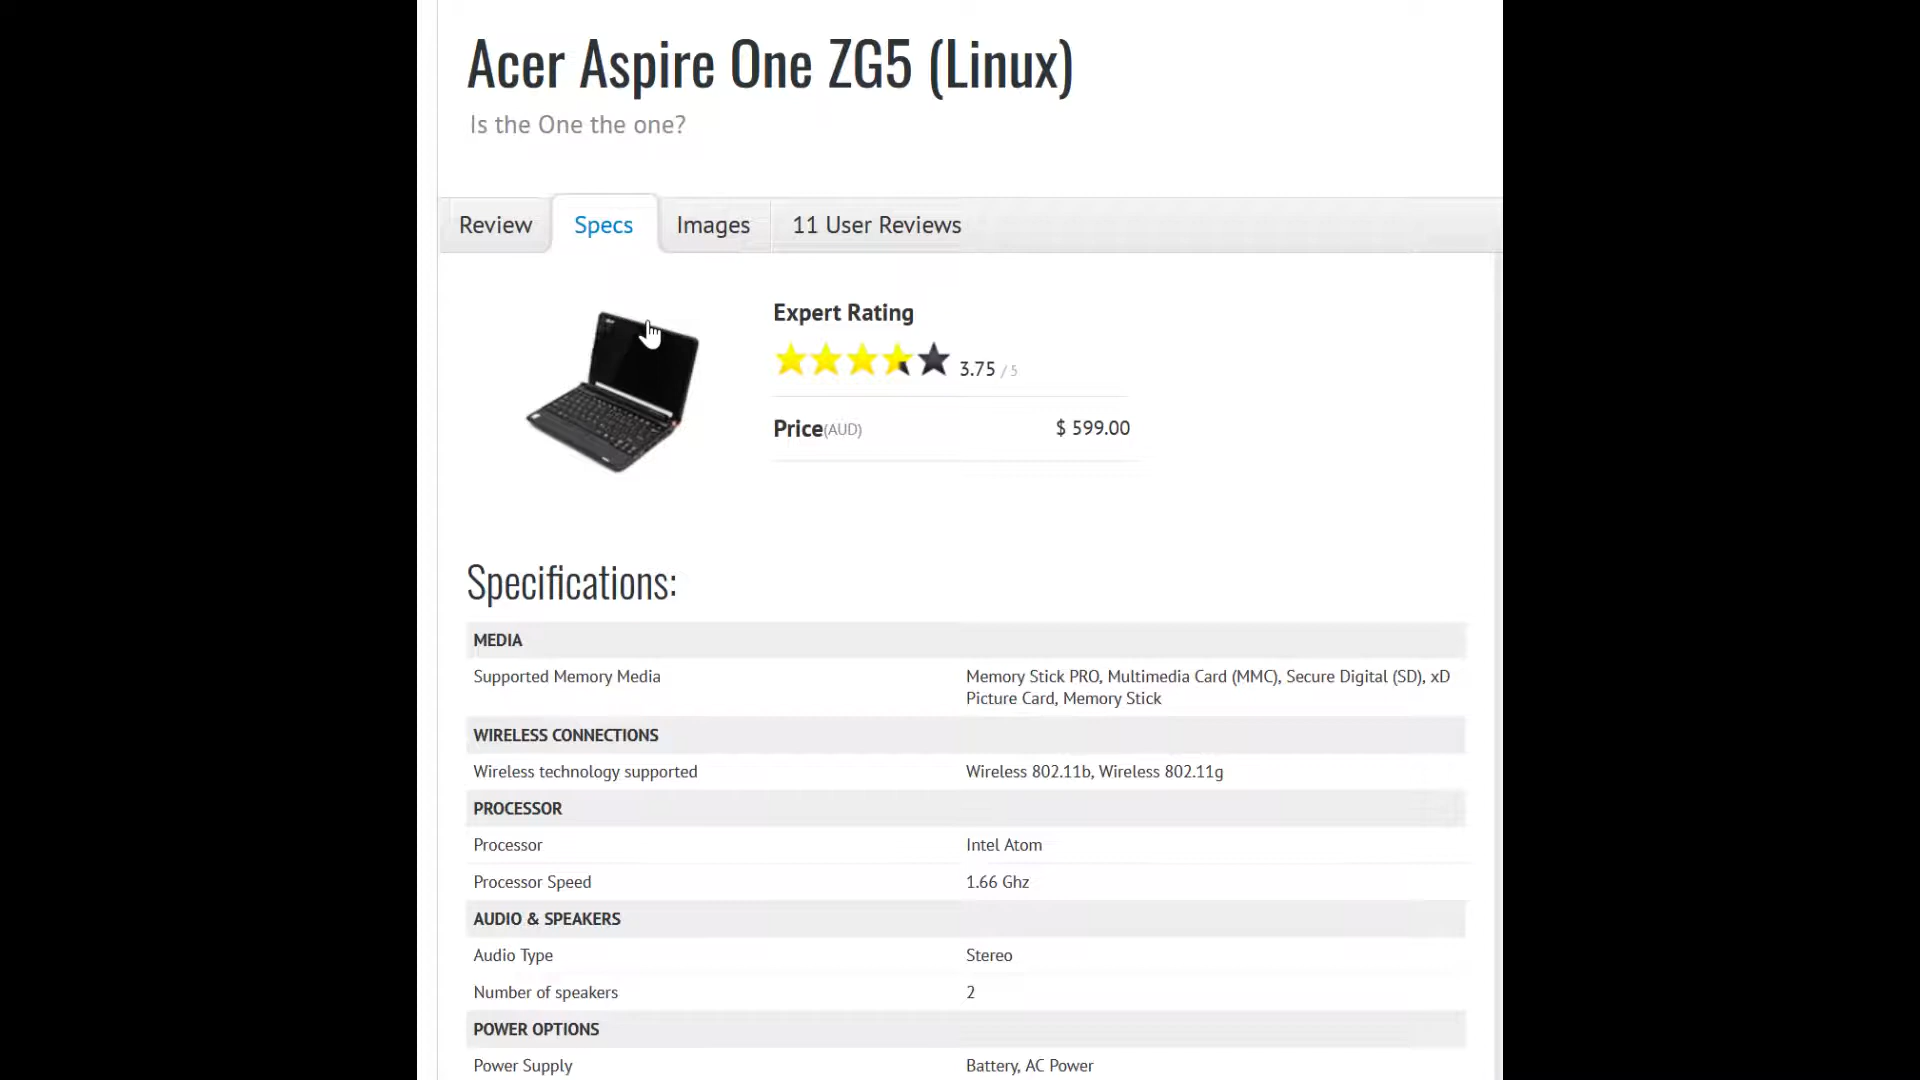 Acer Aspire One ZG5 (Linux)
Is the One the one?
Review Specs Images 11 User Reviews
Expert Rating
3.75 / 5
Price(AUD) $ 599.00
Specifications:
MEDIA
Supported Memory Media Memory Stick PRO, Multimedia Card (MMC), Secure Digital (SD), xD
Picture Card, Memory Stick
WIRELESS CONNECTIONS
Wireless technology supported Wireless 802.11b, Wireless 802.11g
PROCESSOR
Processor Intel Atom
Processor Speed 1.66 Ghz
AUDIO & SPEAKERS
Audio Type Stereo
Number of speakers 2
POWER OPTIONS
Power Supply Battery, AC Power